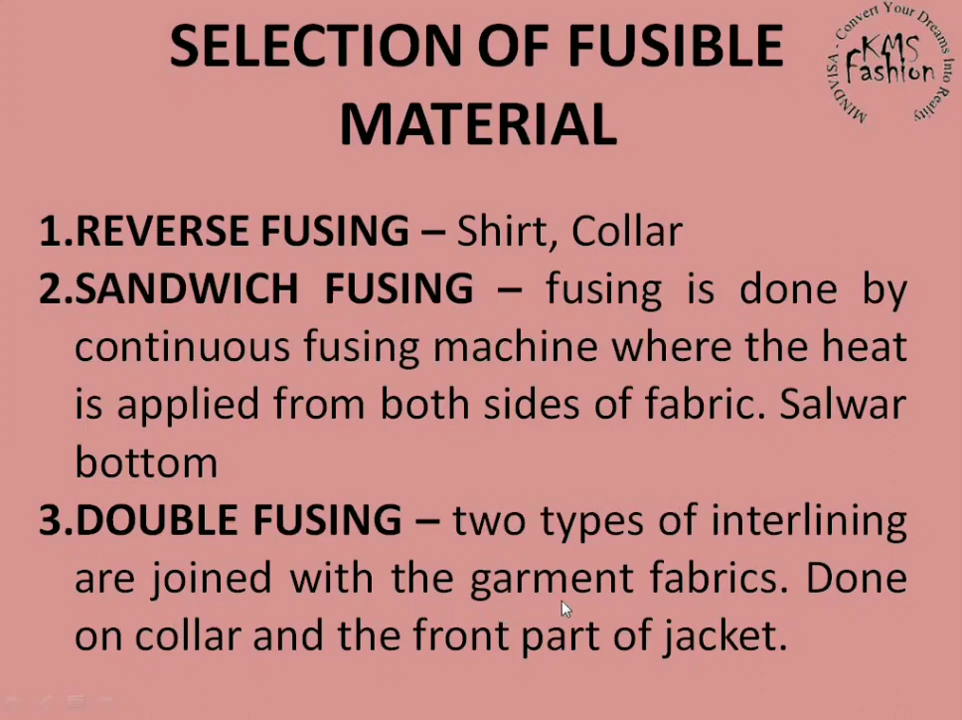 SELECTION OF FUSIBLE
MATERIAL
MINDVISA - Convert Your Dreams Into Reality
KMS
Fashion
1.REVERSE FUSING – Shirt, Collar
2.SANDWICH FUSING – fusing is done by
continuous fusing machine where the heat
is applied from both sides of fabric. Salwar
bottom
3.DOUBLE FUSING – two types of interlining
are joined with the garment fabrics. Done
on collar and the front part of jacket.